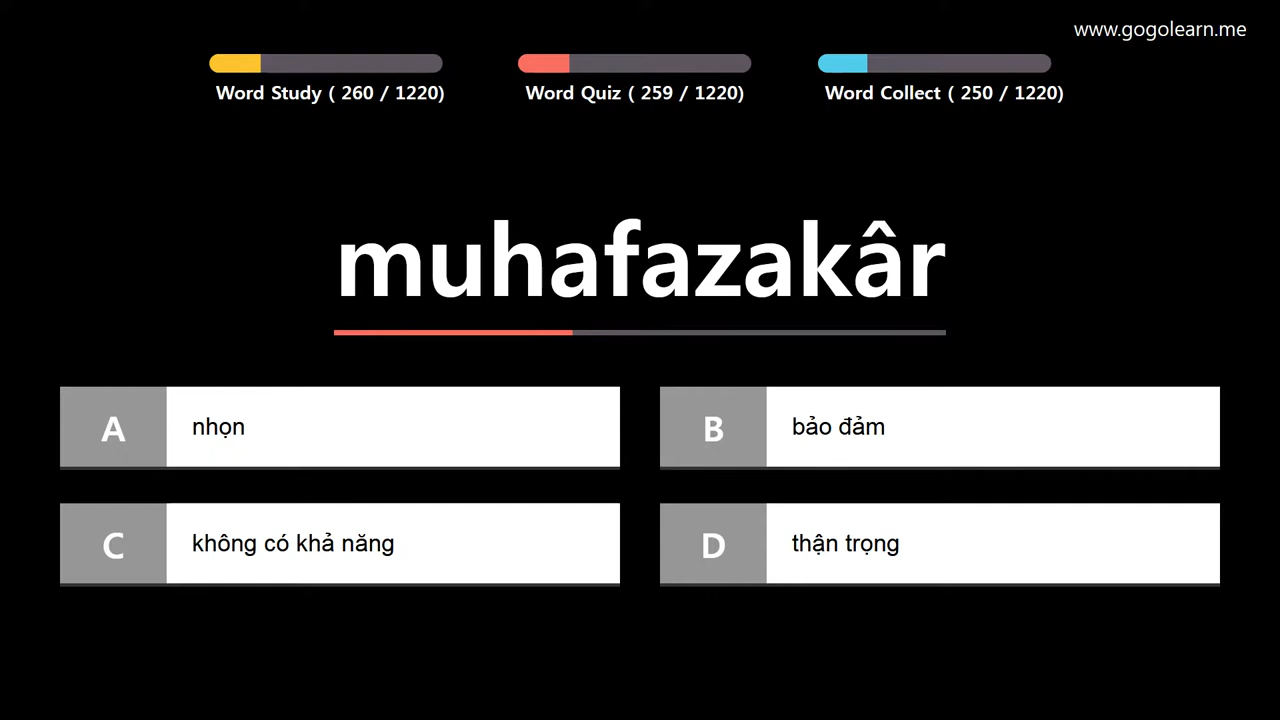 www.gogolearn.me
Word Study ( 260 / 1220)
Word Quiz ( 259 / 1220)
Word Collect ( 250 / 1220)
muhafazakâr
A
nhọn
B
bảo đảm
C
không có khả năng
D
thận trọng